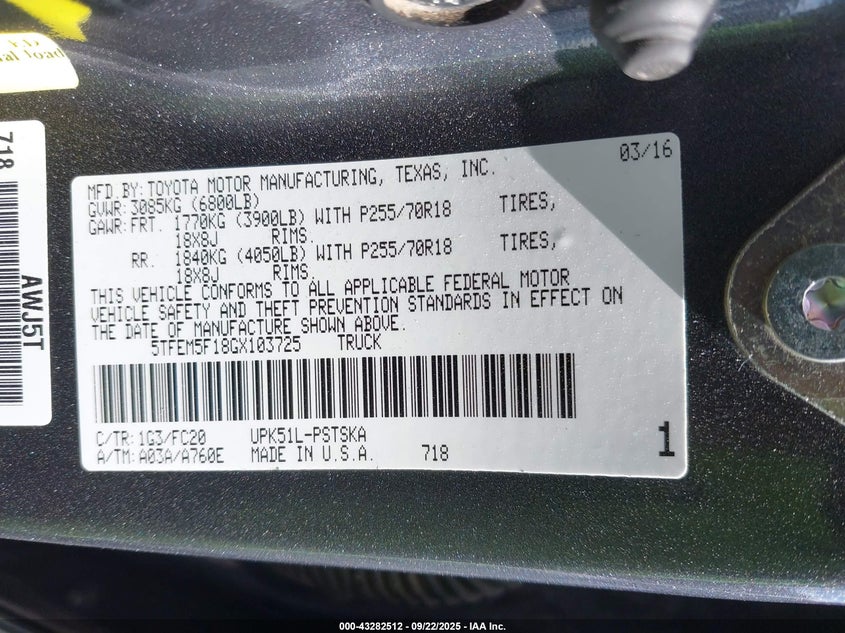 718
AWJ5T
03/16
MFD BY: TOYOTA MOTOR MANUFACTURING, TEXAS, INC.
GVWR: 3085KG (6800LB)
GAWR: FRT. 1770KG (3900LB) WITH P255/70R18 TIRES,
18X8J RIMS.
RR. 1840KG (4050LB) WITH P255/70R18 TIRES,
18X8J RIMS.
THIS VEHICLE CONFORMS TO ALL APPLICABLE FEDERAL MOTOR
VEHICLE SAFETY AND THEFT PREVENTION STANDARDS IN EFFECT ON
THE DATE OF MANUFACTURE SHOWN ABOVE.
5TFEM5F18GX103725 TRUCK
C/TR: 1G3/FC20 UPK51L-PSTSKA
A/TM: A03A/A760E MADE IN U.S.A. 718
1
000-43282512 - 09/22/2025 - IAA Inc.